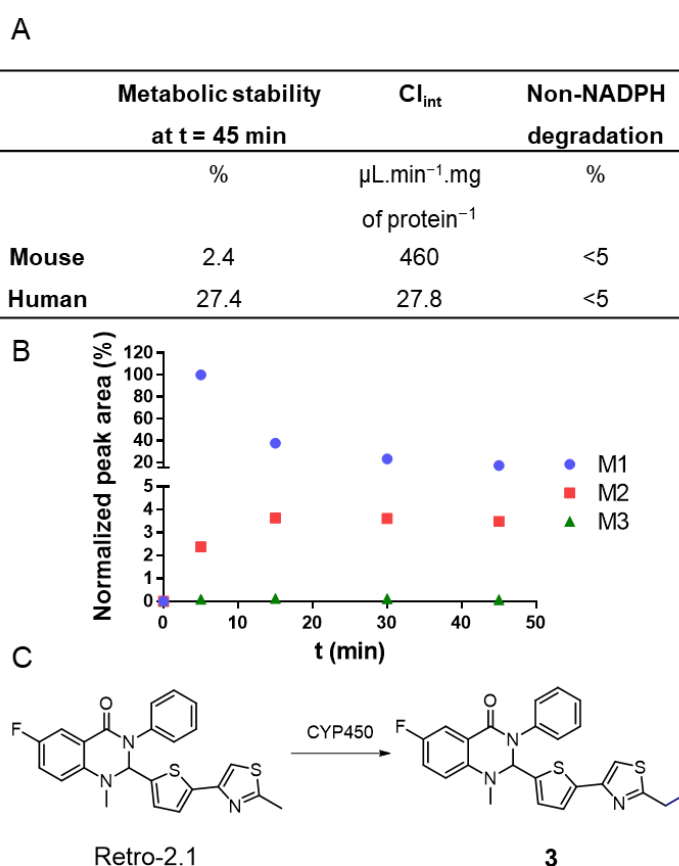 A
Metabolic stability Cl_int Non-NADPH
at t = 45 min degradation
% µL.min⁻¹.mg %
of protein⁻¹
Mouse 2.4 460 <5
Human 27.4 27.8 <5
B
Normalized peak area (%)
120
100
80
60
40
20
5
4
3
2
1
0
0 10 20 30 40 50
t (min)
M1
M2
M3
C
O
F
N
N
S
S
N
CYP450
O
F
N
N
S
S
N
Retro-2.1
3